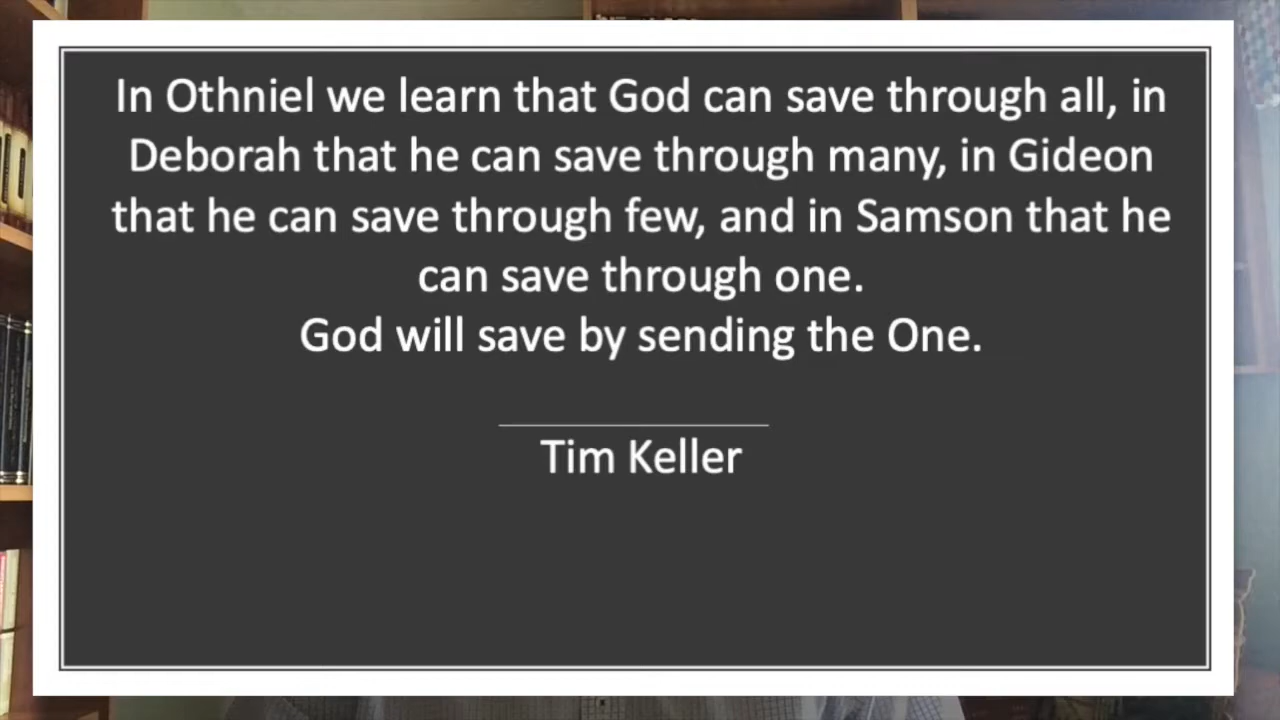 In Othniel we learn that God can save through all, in
Deborah that he can save through many, in Gideon
that he can save through few, and in Samson that he
can save through one.
God will save by sending the One.
Tim Keller